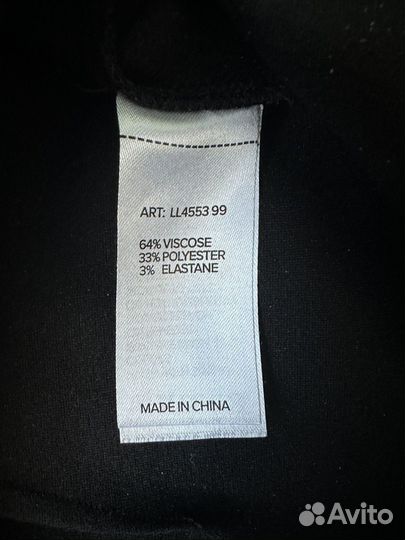 ART: LL4553 99
64% VISCOSE
33% POLYESTER
3% ELASTANE
MADE IN CHINA
Avito